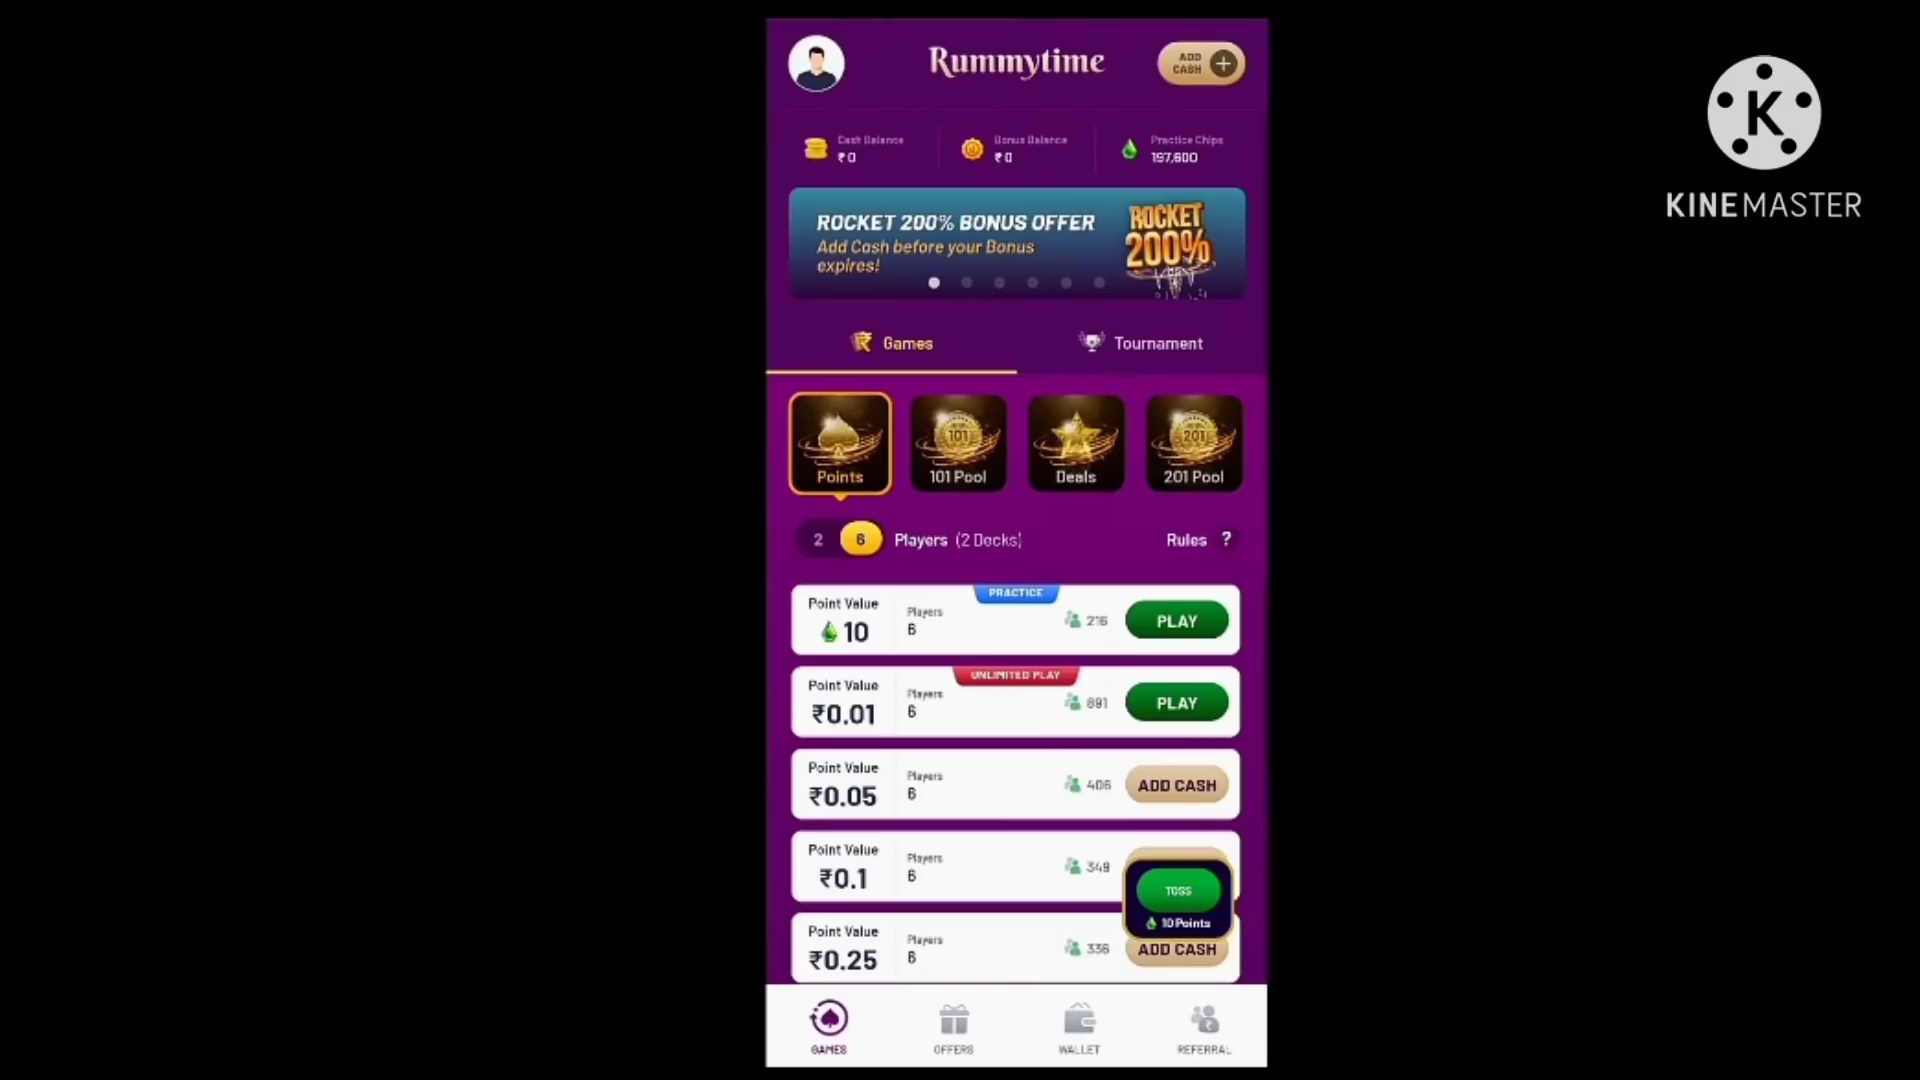 Rummytime
ADD
CASH
K
KINEMASTER
Cash Balance
₹0
Bonus Balance
₹0
Practice Chips
197,600
ROCKET 200% BONUS OFFER
Add Cash before your Bonus
expires!
ROCKET
200%
Games
Tournament
Points
101
101 Pool
Deals
201
201 Pool
2
6
Players (2 Decks)
Rules ?
PRACTICE
Point Value
10
Players
6
216
PLAY
UNLIMITED PLAY
Point Value
₹0.01
Players
6
891
PLAY
Point Value
₹0.05
Players
6
406
ADD CASH
Point Value
₹0.1
Players
6
349
TOSS
10 Points
Point Value
₹0.25
Players
6
336
ADD CASH
GAMES
OFFERS
WALLET
REFERRAL